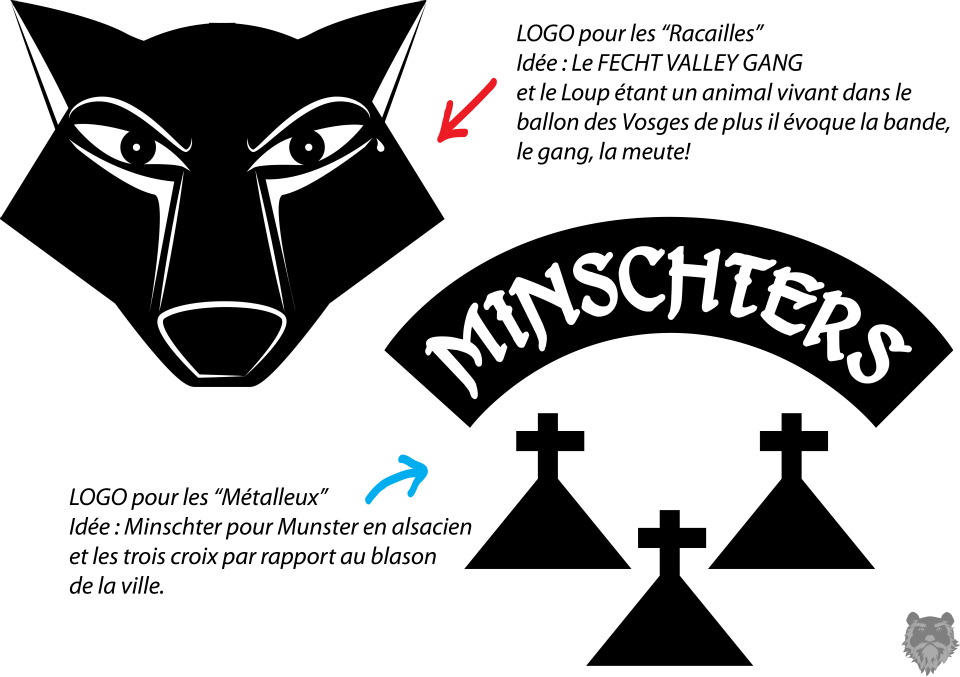 LOGO pour les “Racailles”
Idée : Le FECHT VALLEY GANG
et le Loup étant un animal vivant dans le
ballon des Vosges de plus il évoque la bande,
le gang, la meute!
MINSCHTERS
LOGO pour les “Métalleux”
Idée : Minschter pour Munster en alsacien
et les trois croix par rapport au blason
de la ville.